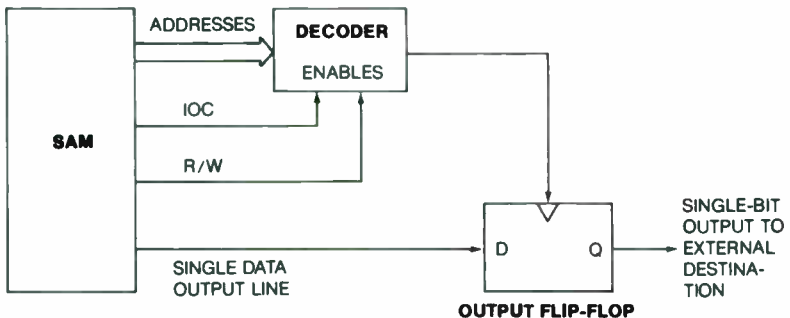 ADDRESSES
DECODER
ENABLES
IOC
SAM
R/W
SINGLE DATA
OUTPUT LINE
D
Q
SINGLE-BIT
OUTPUT TO
EXTERNAL
DESTINA-
TION
OUTPUT FLIP-FLOP